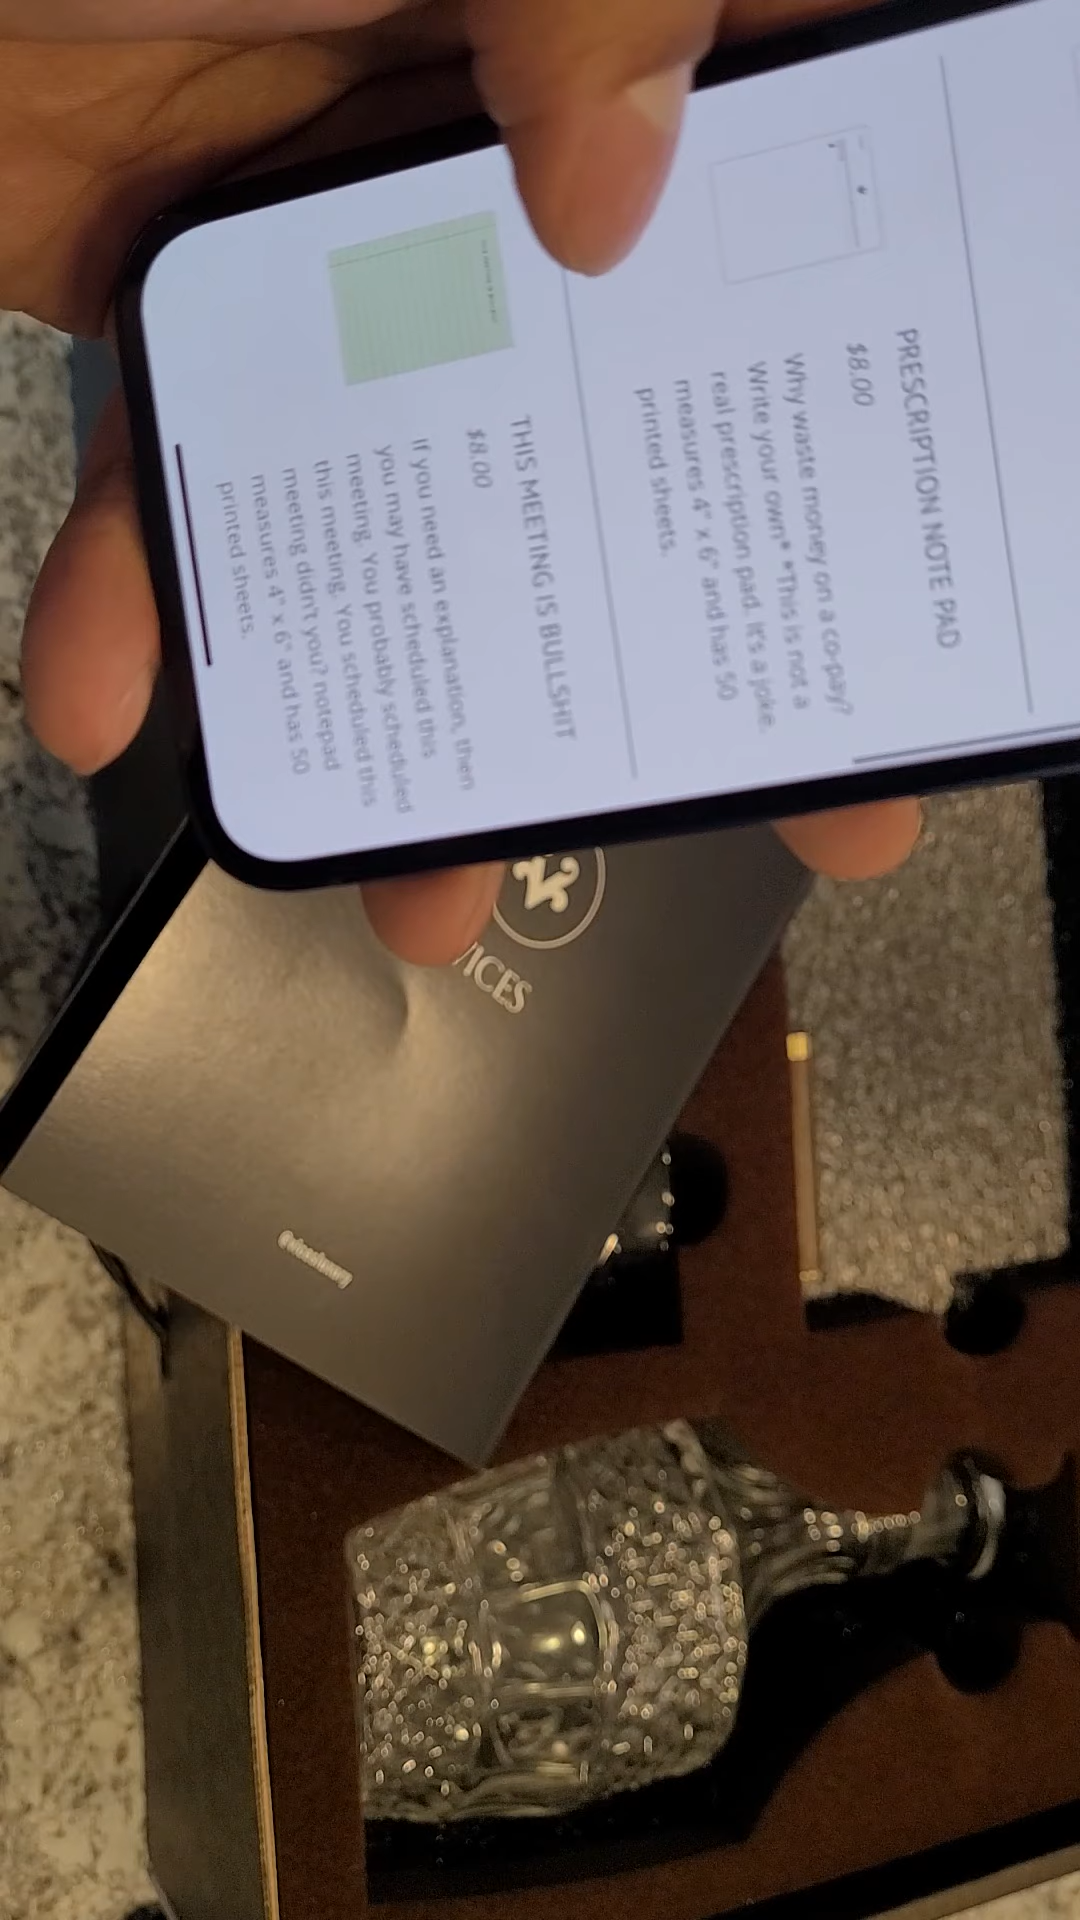 PRESCRIPTION NOTE PAD
$8.00
Why waste money on a co-pay?
Write your own* *This is not a
real prescription pad. It's a joke.
measures 4" x 6" and has 50
printed sheets.
THIS MEETING IS BULLSHIT
$8.00
If you need an explanation, then
you may have scheduled this
meeting. You probably scheduled
this meeting. You scheduled this
meeting didn't you? notepad
measures 4" x 6" and has 50
printed sheets.
VICES